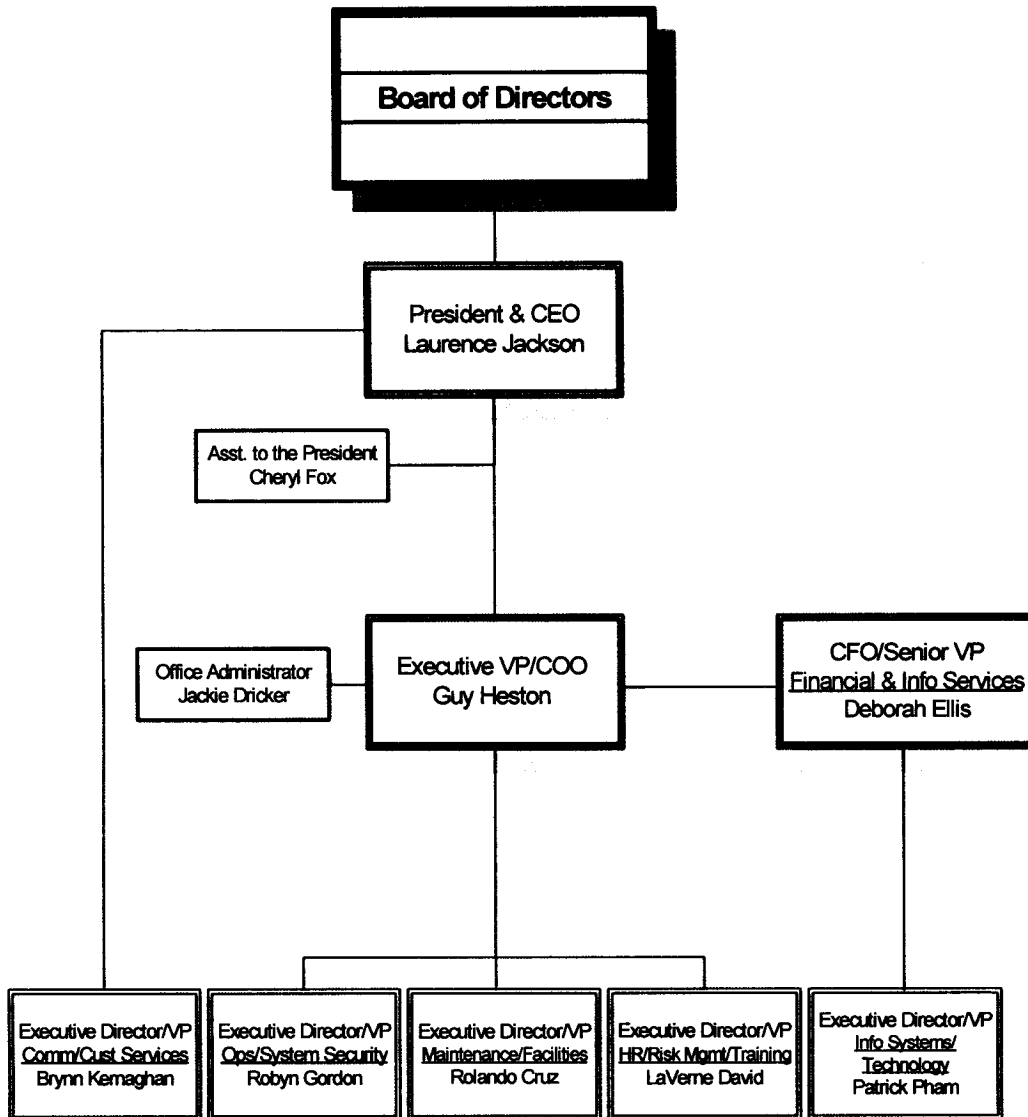 Board of Directors
President & CEO
Laurence Jackson
Asst. to the President
Cheryl Fox
Office Administrator
Jackie Dricker
Executive VP/COO
Guy Heston
CFO/Senior VP
Financial & Info Services
Deborah Ellis
Executive Director/VP
Comm/Cust Services
Brynn Kernaghan
Executive Director/VP
Ops/System Security
Robyn Gordon
Executive Director/VP
Maintenance/Facilities
Rolando Cruz
Executive Director/VP
HR/Risk Mgmt/Training
LaVerne David
Executive Director/VP
Info Systems/
Technology
Patrick Pham